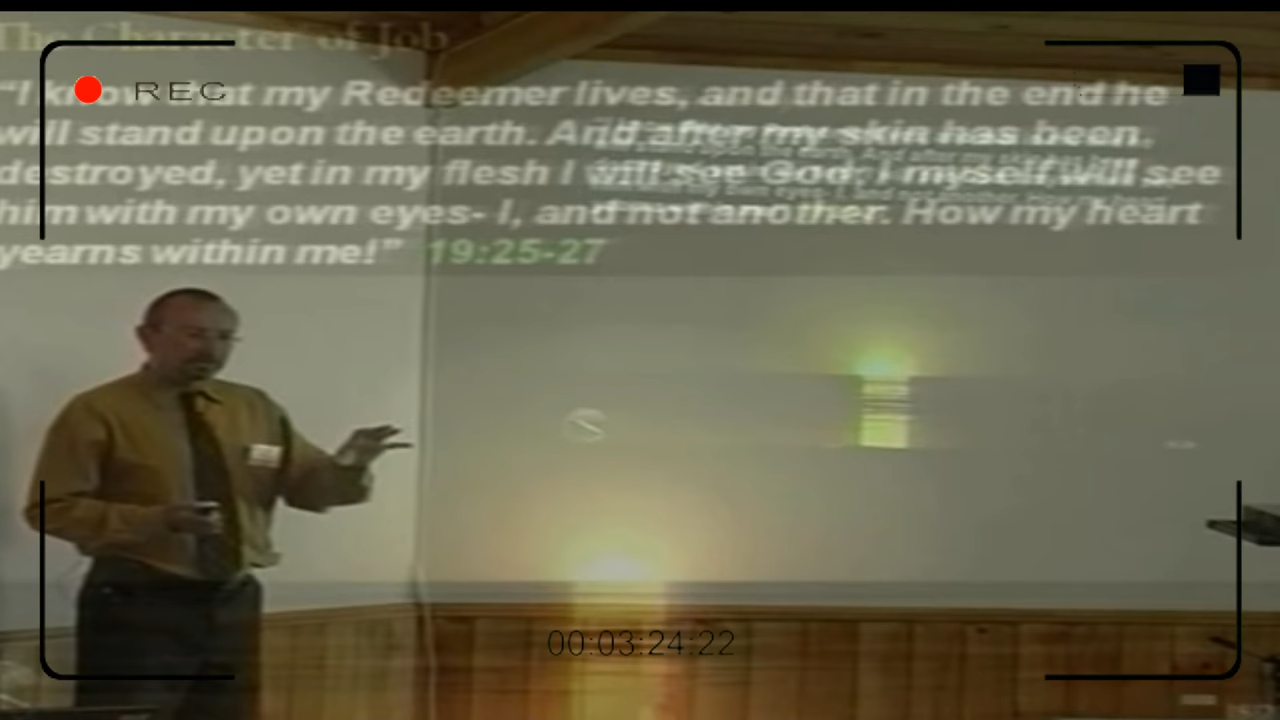 The Character of Job
REC
"I know that my Redeemer lives, and that in the end he
will stand upon the earth. And after my skin has been
destroyed, yet in my flesh I will see God; I myself will see
him with my own eyes- I, and not another. How my heart
yearns within me!" 19:25-27
00:03:24:22